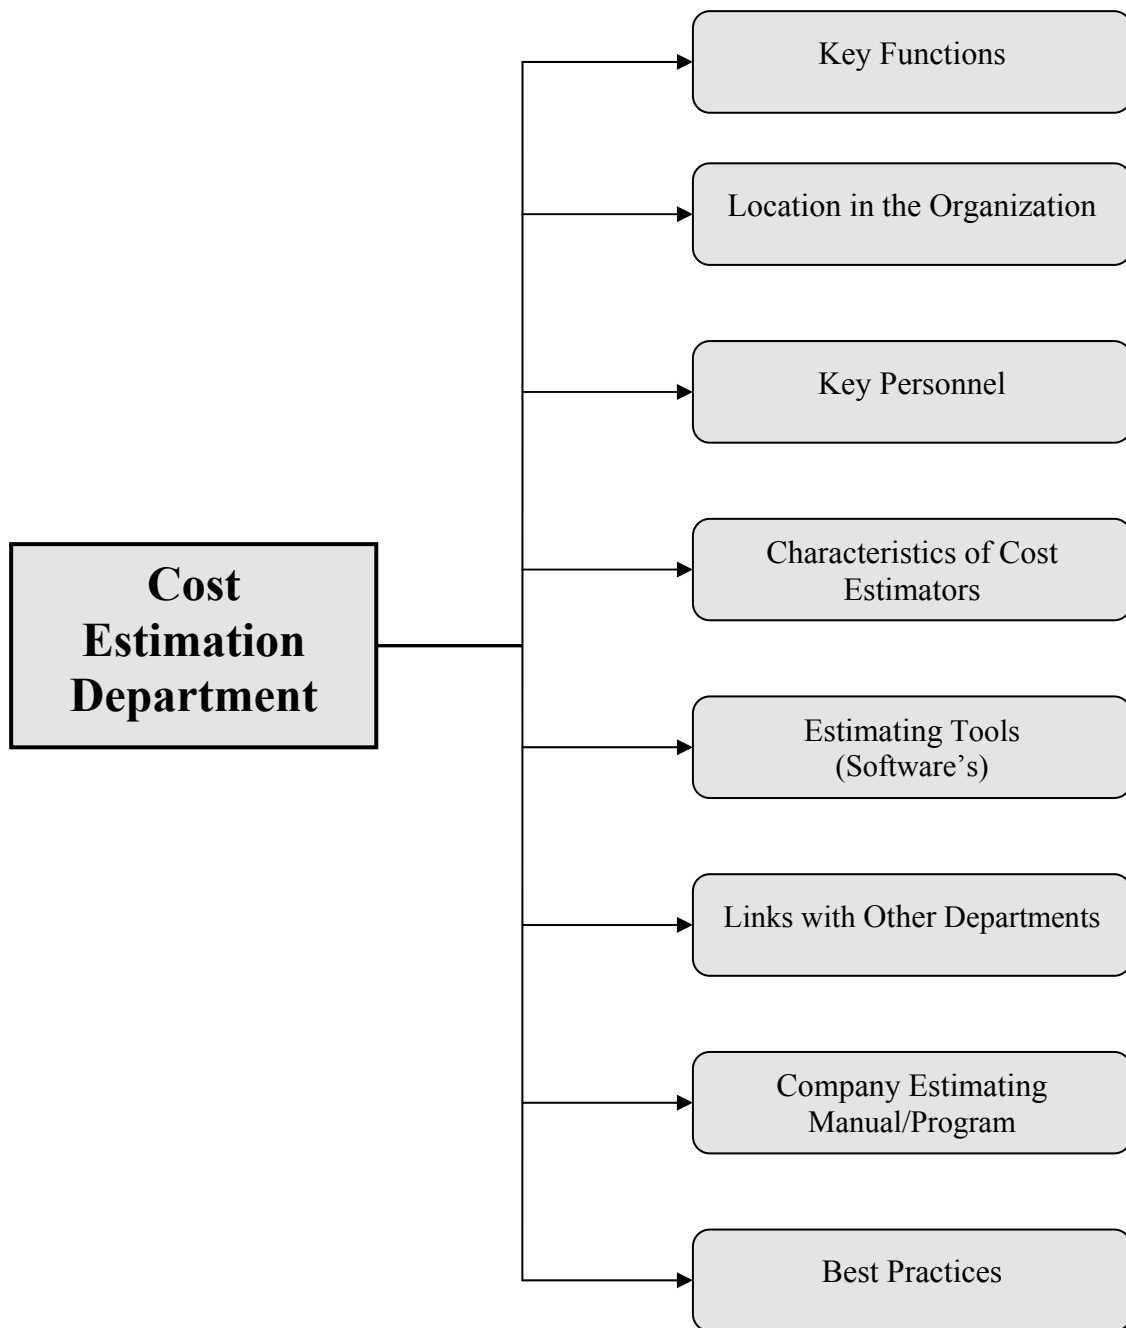 Key Functions
Location in the Organization
Key Personnel
Characteristics of Cost
Estimators
Cost
Estimation
Department
Estimating Tools
(Software’s)
Links with Other Departments
Company Estimating
Manual/Program
Best Practices